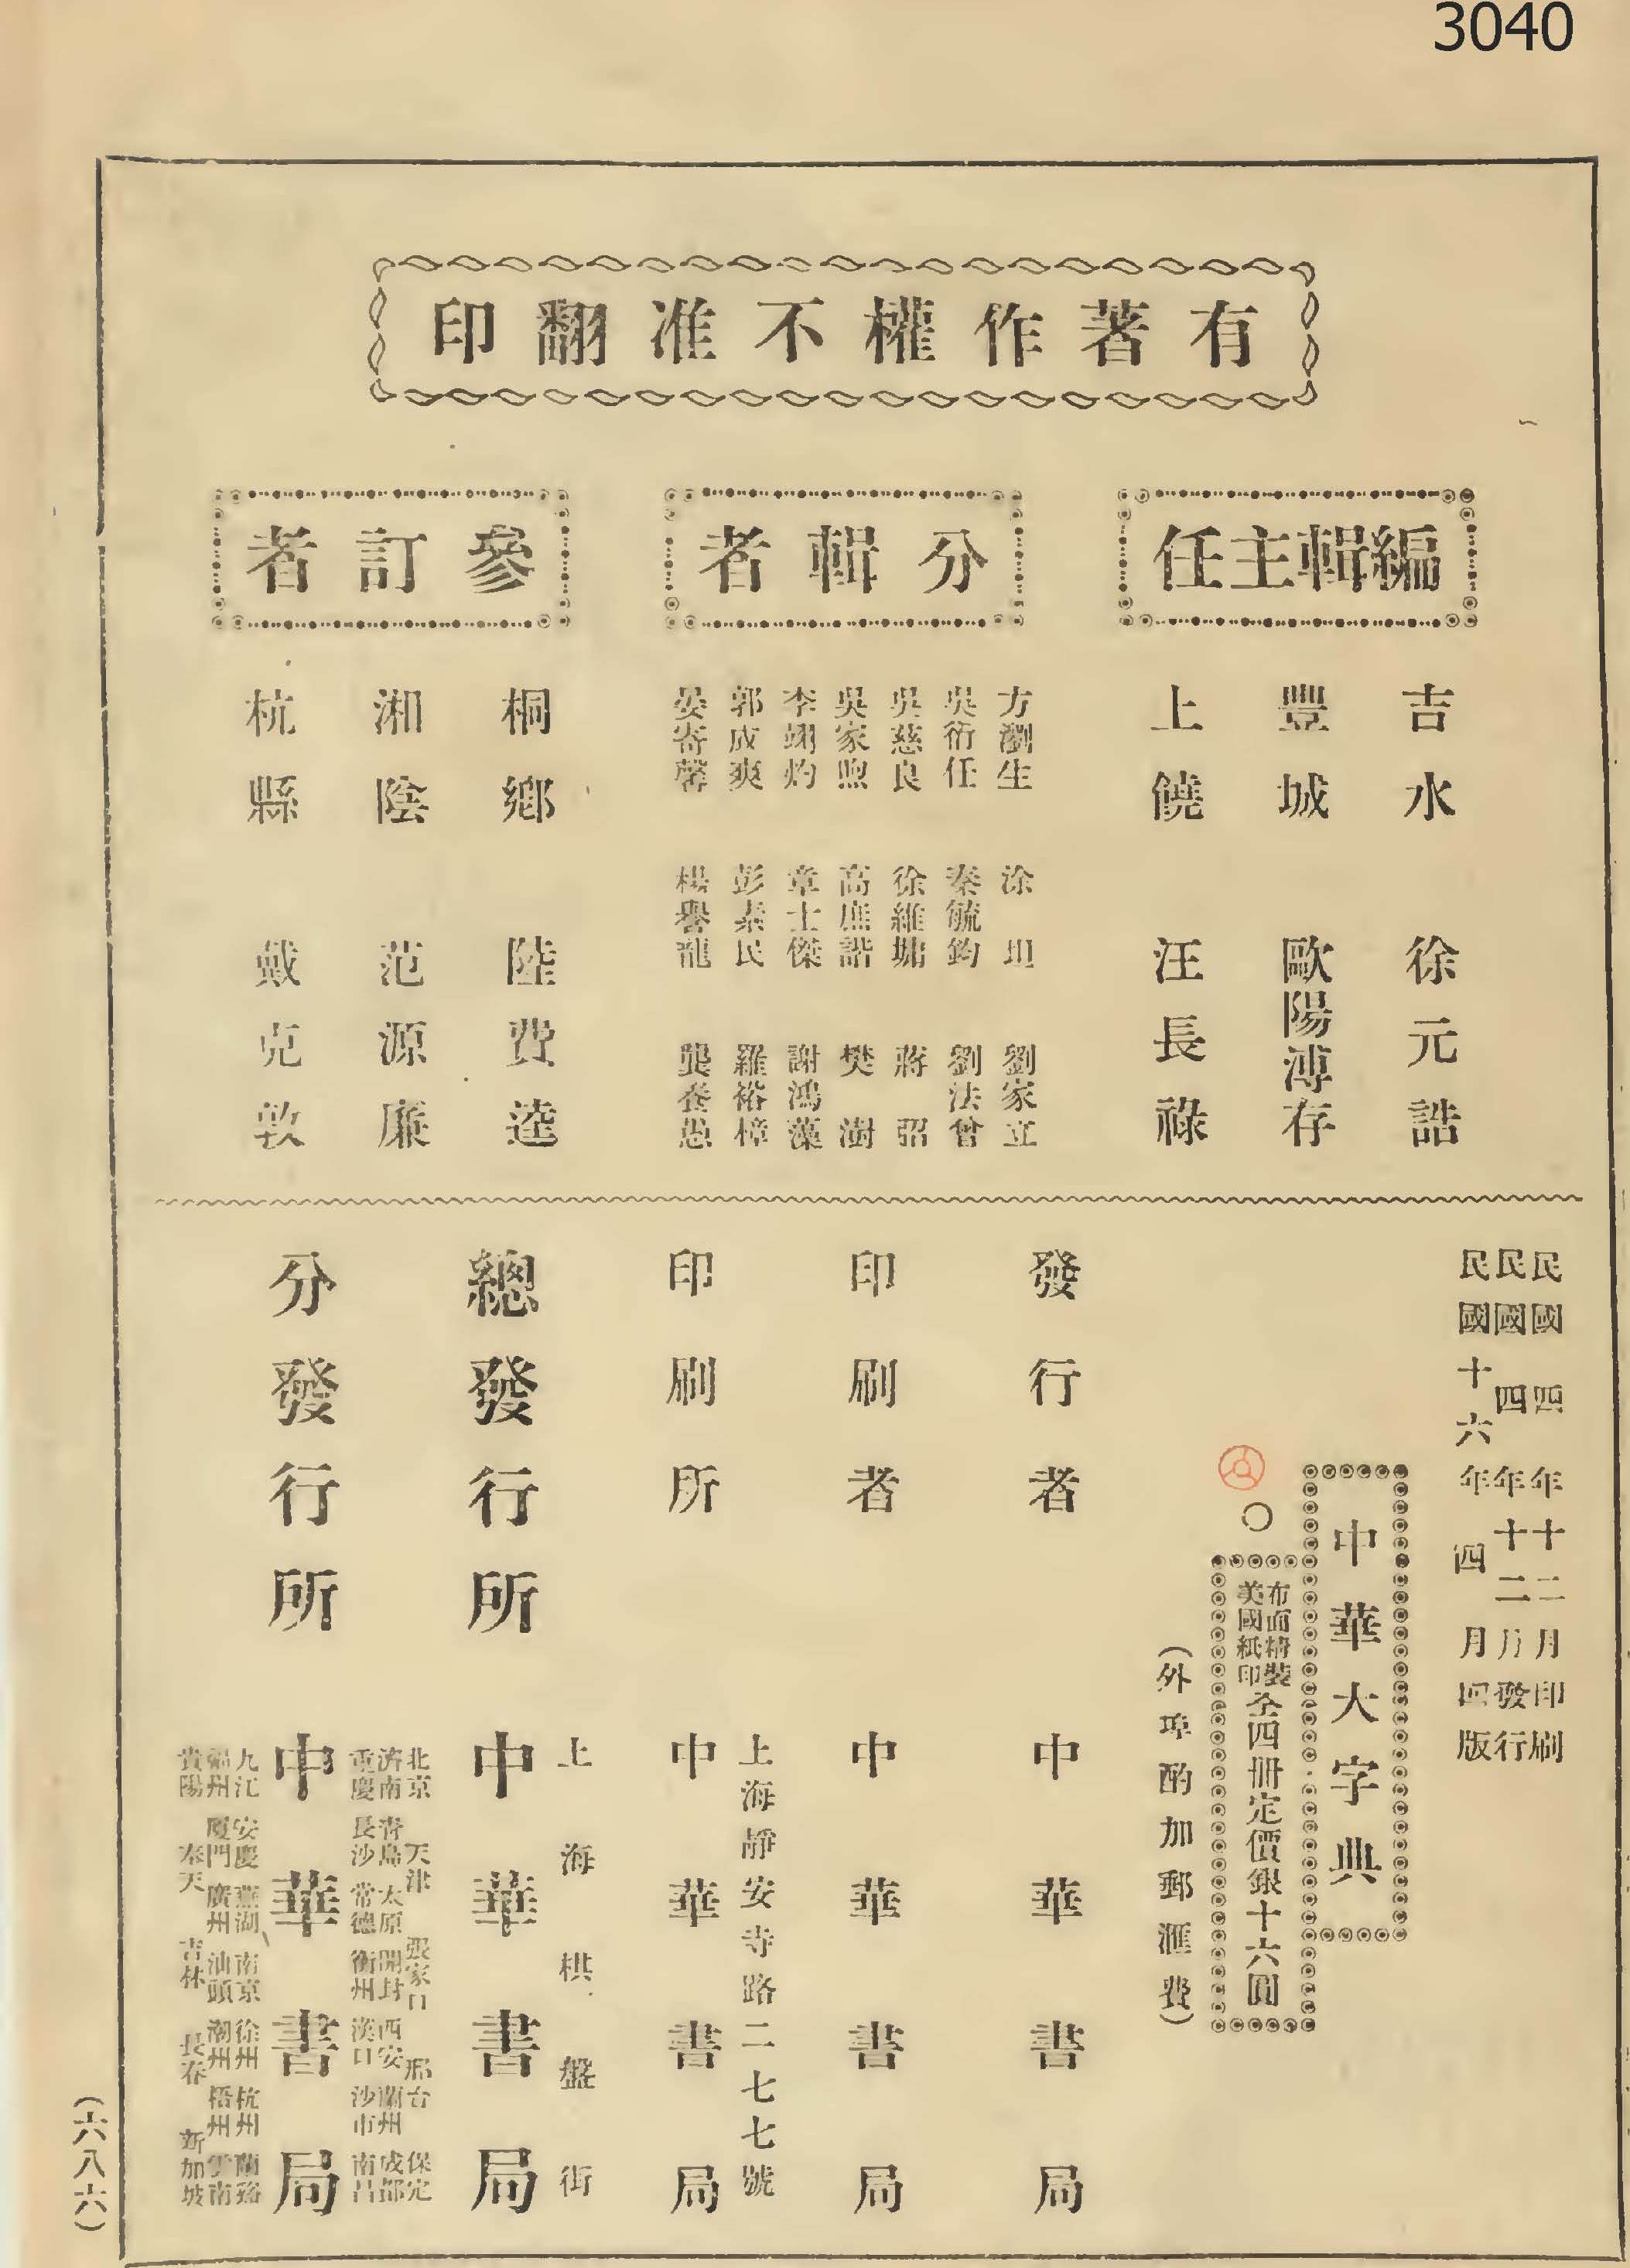 3040
有著作權不准翻印
編輯主任
吉水 徐元誥
豐城 歐陽溥存
上饒 汪長祿
分輯者
方瀏生 涂坦 劉家立
吳術任 秦毓鈞 劉法曾
吳慈良 徐維墉 蔣
吳家煦 高庶諧 樊澍
李翊灼 章士傑 謝鴻藻
郭成爽 彭素民 羅裕樟
晏寄馨 楊譽龍 龔養愚
參訂者
桐鄉 陸費逵
湘陰 范源廉
杭縣 戴克敦
民國四年十二月印刷
民國四年十二月發行
民國十六年四月四版
中華大字典
布面精裝
美國紙印
全四册定價銀十六圓
(外埠酌加郵滙費)
發行者 中華書局
印刷者 中華書局
上海靜安寺路二七七號
印刷所 中華書局
上海棋盤街
總發行所 中華書局
北京 天津 張家口 邢台 保定
濟南 青島 太原 開封 西安 蘭州 成都
重慶 長沙 常德 衡州 漢口 沙市 南昌
分發行所 中華書局
九江 安慶 蕪湖 南京 徐州 杭州 蘭谿
福州 廈門 廣州 汕頭 潮州 梧州 雲南
貴陽 奉天 吉林 長春 新加坡
(六八六)